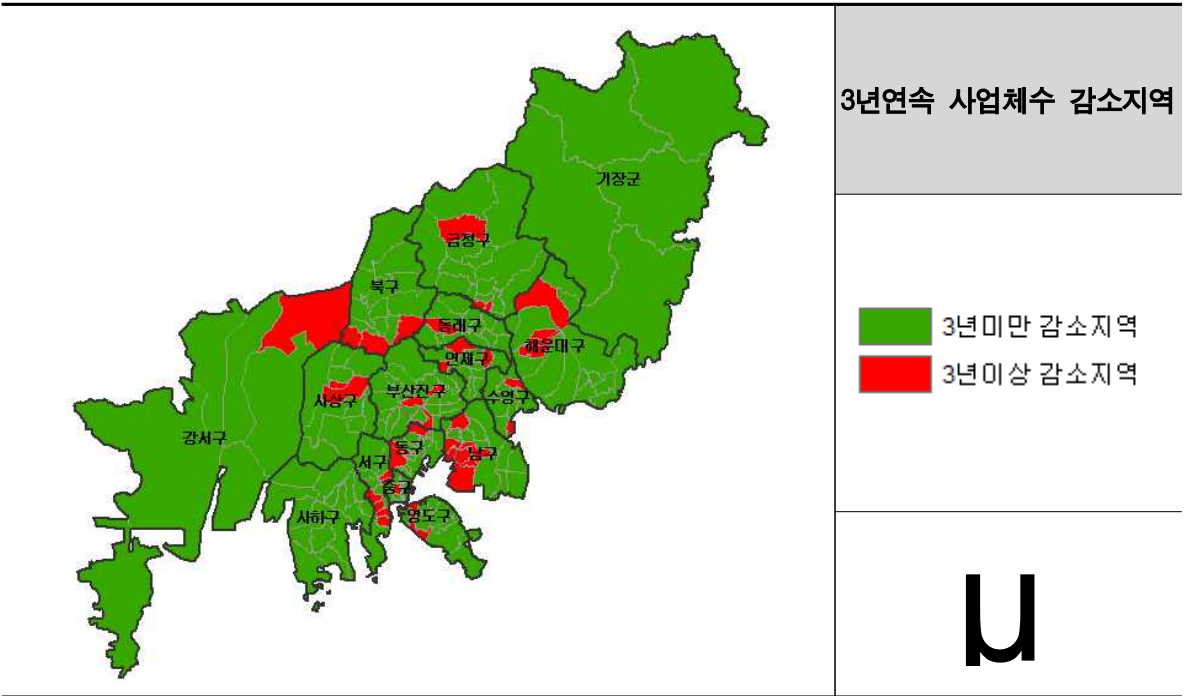 3년연속 사업체수 감소지역
기장군
금정구
북구
동래구
해운대구
연제구
부산진구
수영구
사상구
강서구
동구
남구
서구
중구
사하구
영도구
3년미만 감소지역
3년이상 감소지역
μ